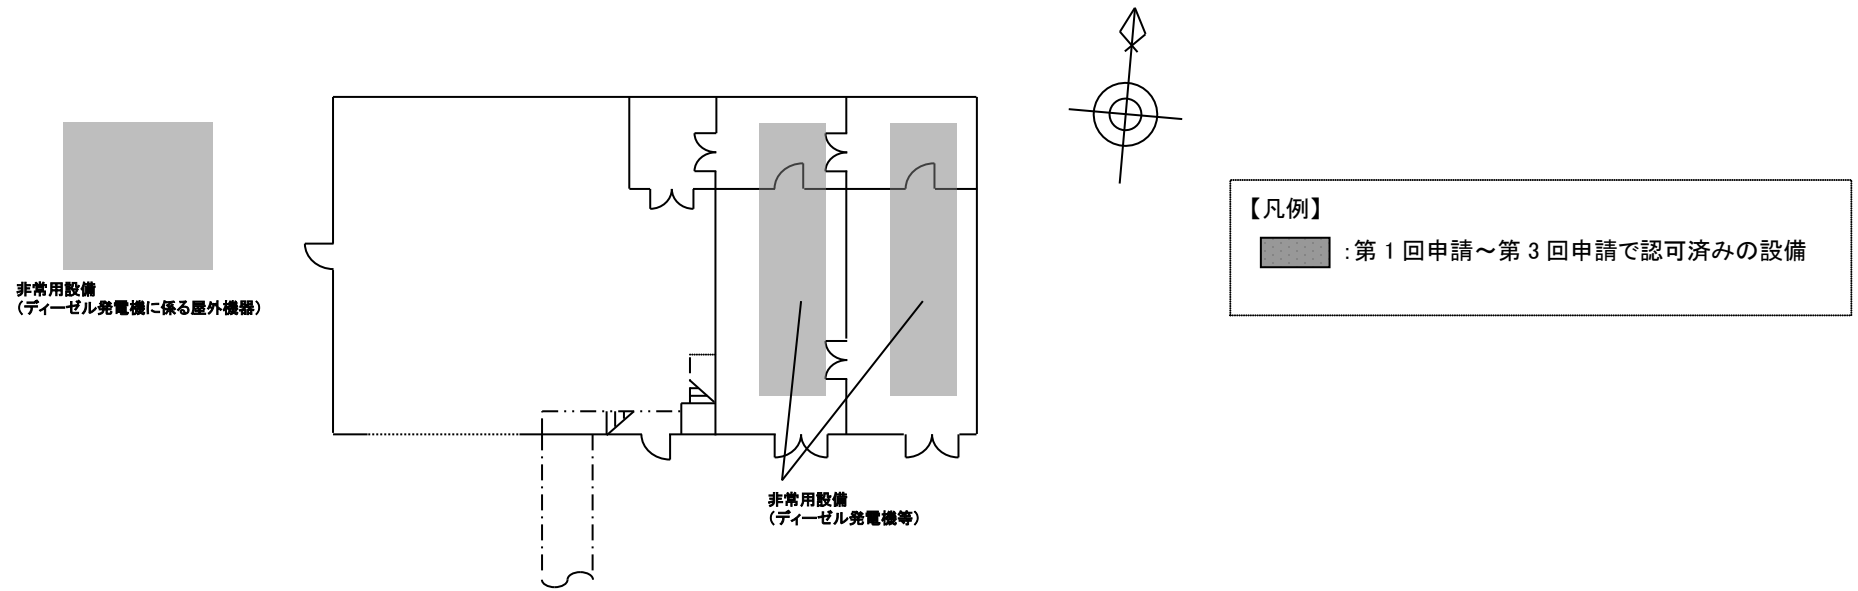 【凡例】
：第 1 回申請～第 3 回申請で認可済みの設備
非常用設備
（ディーゼル発電機に係る屋外機器）
非常用設備
（ディーゼル発電機等）